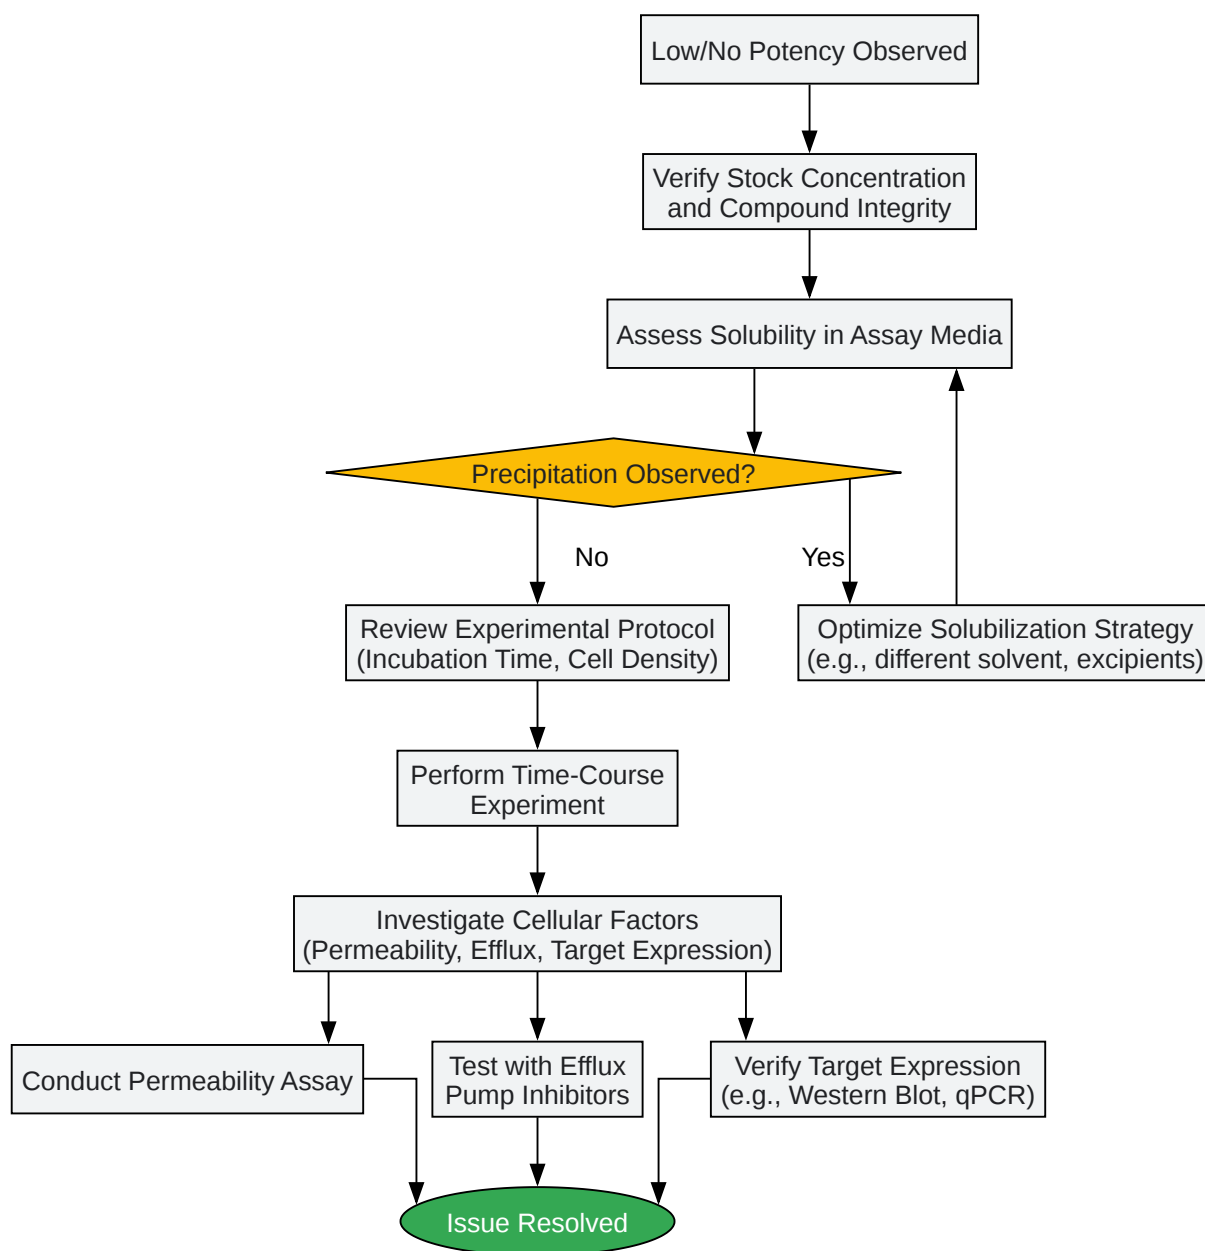 Low/No Potency Observed
Verify Stock Concentration
and Compound Integrity
Assess Solubility in Assay Media
Precipitation Observed?
No
Yes
Review Experimental Protocol
(Incubation Time, Cell Density)
Optimize Solubilization Strategy
(e.g., different solvent, excipients)
Perform Time-Course
Experiment
Investigate Cellular Factors
(Permeability, Efflux, Target Expression)
Conduct Permeability Assay
Test with Efflux
Pump Inhibitors
Verify Target Expression
(e.g., Western Blot, qPCR)
Issue Resolved